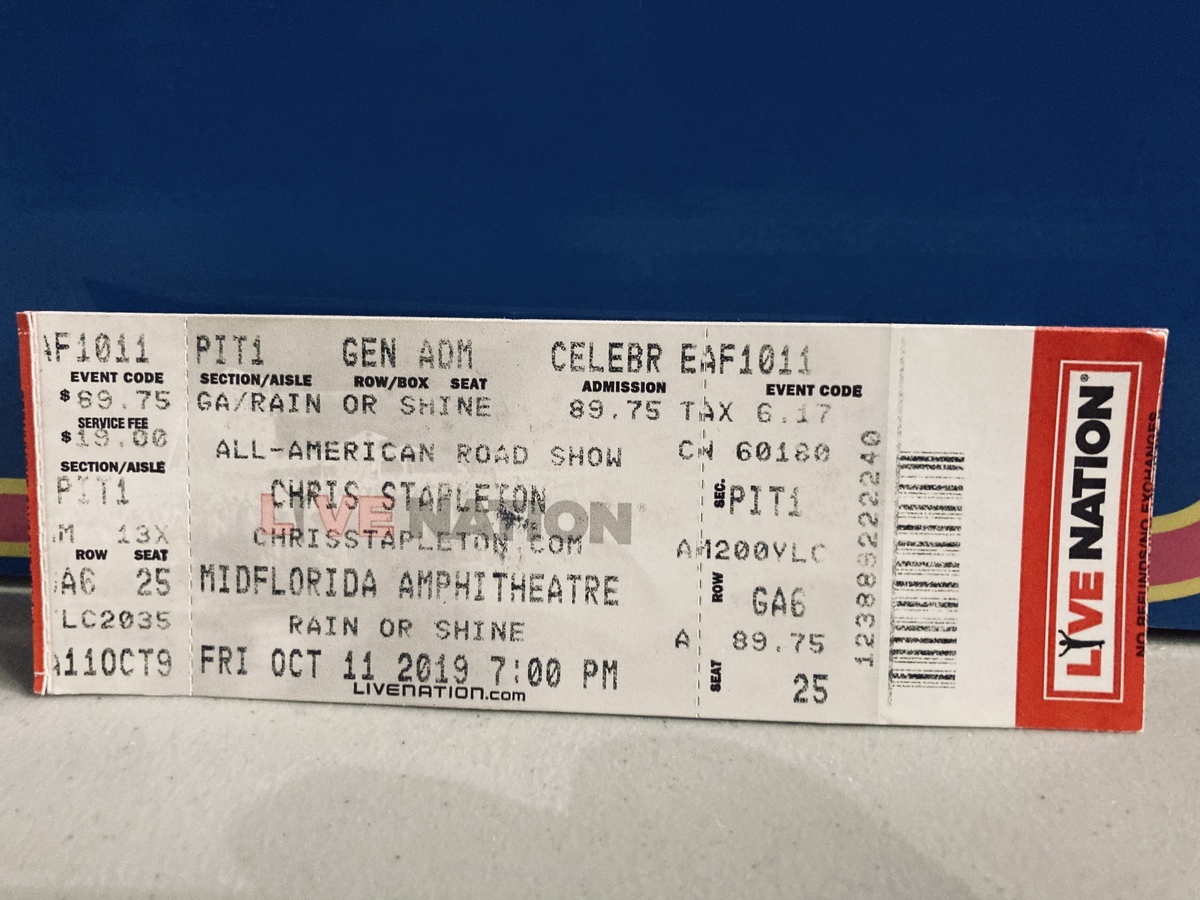 AF1011
EVENT CODE
$89.75
SERVICE FEE
$19.00
SECTION/AISLE
PIT1
M 13X
ROW SEAT
GA6 25
LC2035
A11OCT9
PIT1 GEN ADM CELEBR EAF1011
SECTION/AISLE ROW/BOX SEAT ADMISSION EVENT CODE
GA/RAIN OR SHINE 89.75 TAX 6.17
ALL-AMERICAN ROAD SHOW
CHRIS STAPLETON
LIVE NATION®
CHRISSTAPLETON.COM
MIDFLORIDA AMPHITHEATRE
RAIN OR SHINE
FRI OCT 11 2019 7:00 PM
LIVENATION.com
CN 60180
SEC. PIT1
AM200VLC
ROW GA6
A 89.75
SEAT 25
LIVE NATION®
NO REFUNDS/NO EXCHANGES